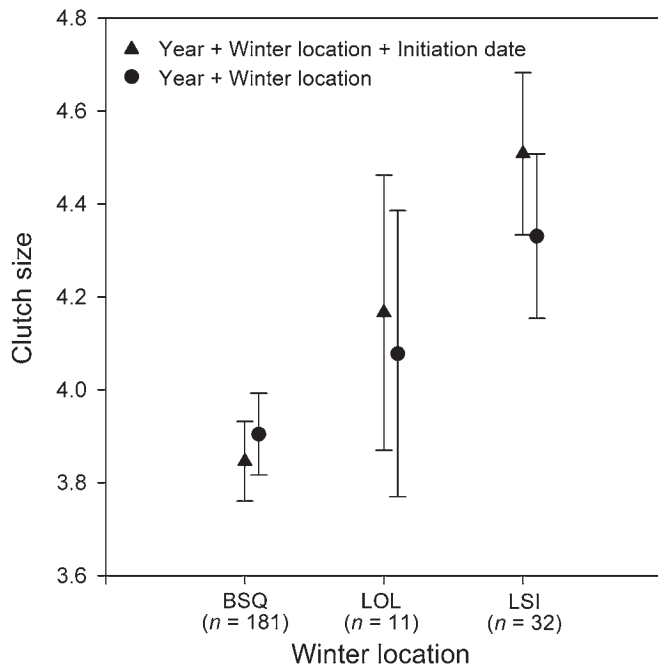 4.8
Year + Winter location + Initiation date
Year + Winter location
4.6
4.4
4.2
4.0
3.8
3.6
Clutch size
BSQ LOL LSI
(n = 181) (n = 11) (n = 32)
Winter location